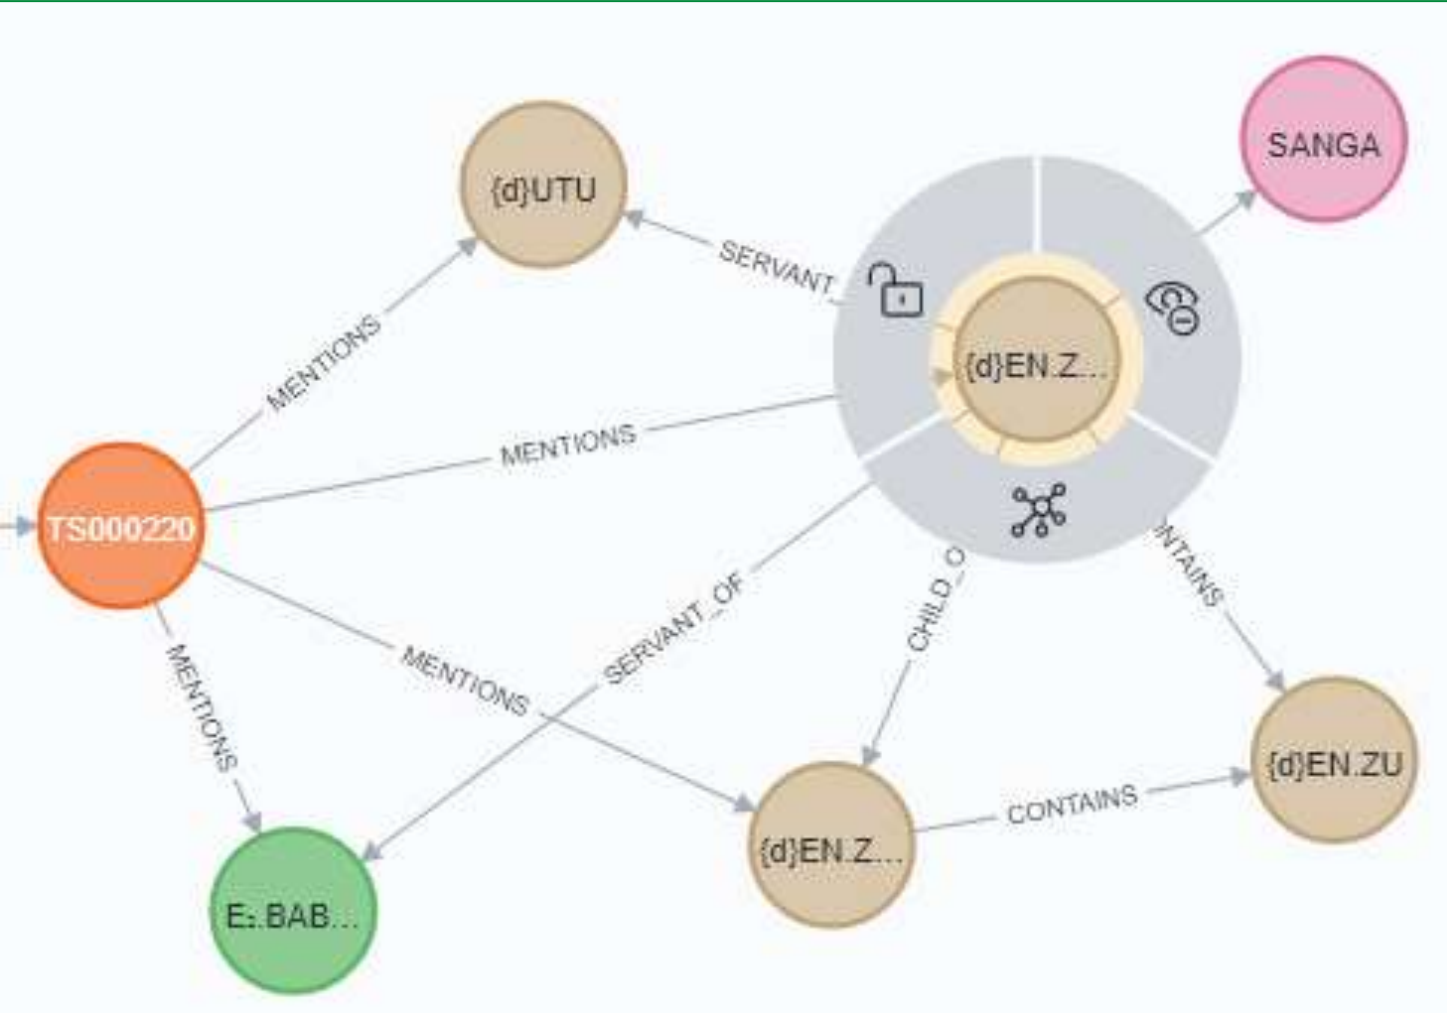 SANGA
{d}UTU
SERVANT_
{d}EN.Z...
MENTIONS
MENTIONS
TS000220
NTAINS
CHILD_O
SERVANT_OF
MENTIONS
MENTIONS
{d}EN.ZU
CONTAINS
{d}EN.Z...
E₂.BAB...